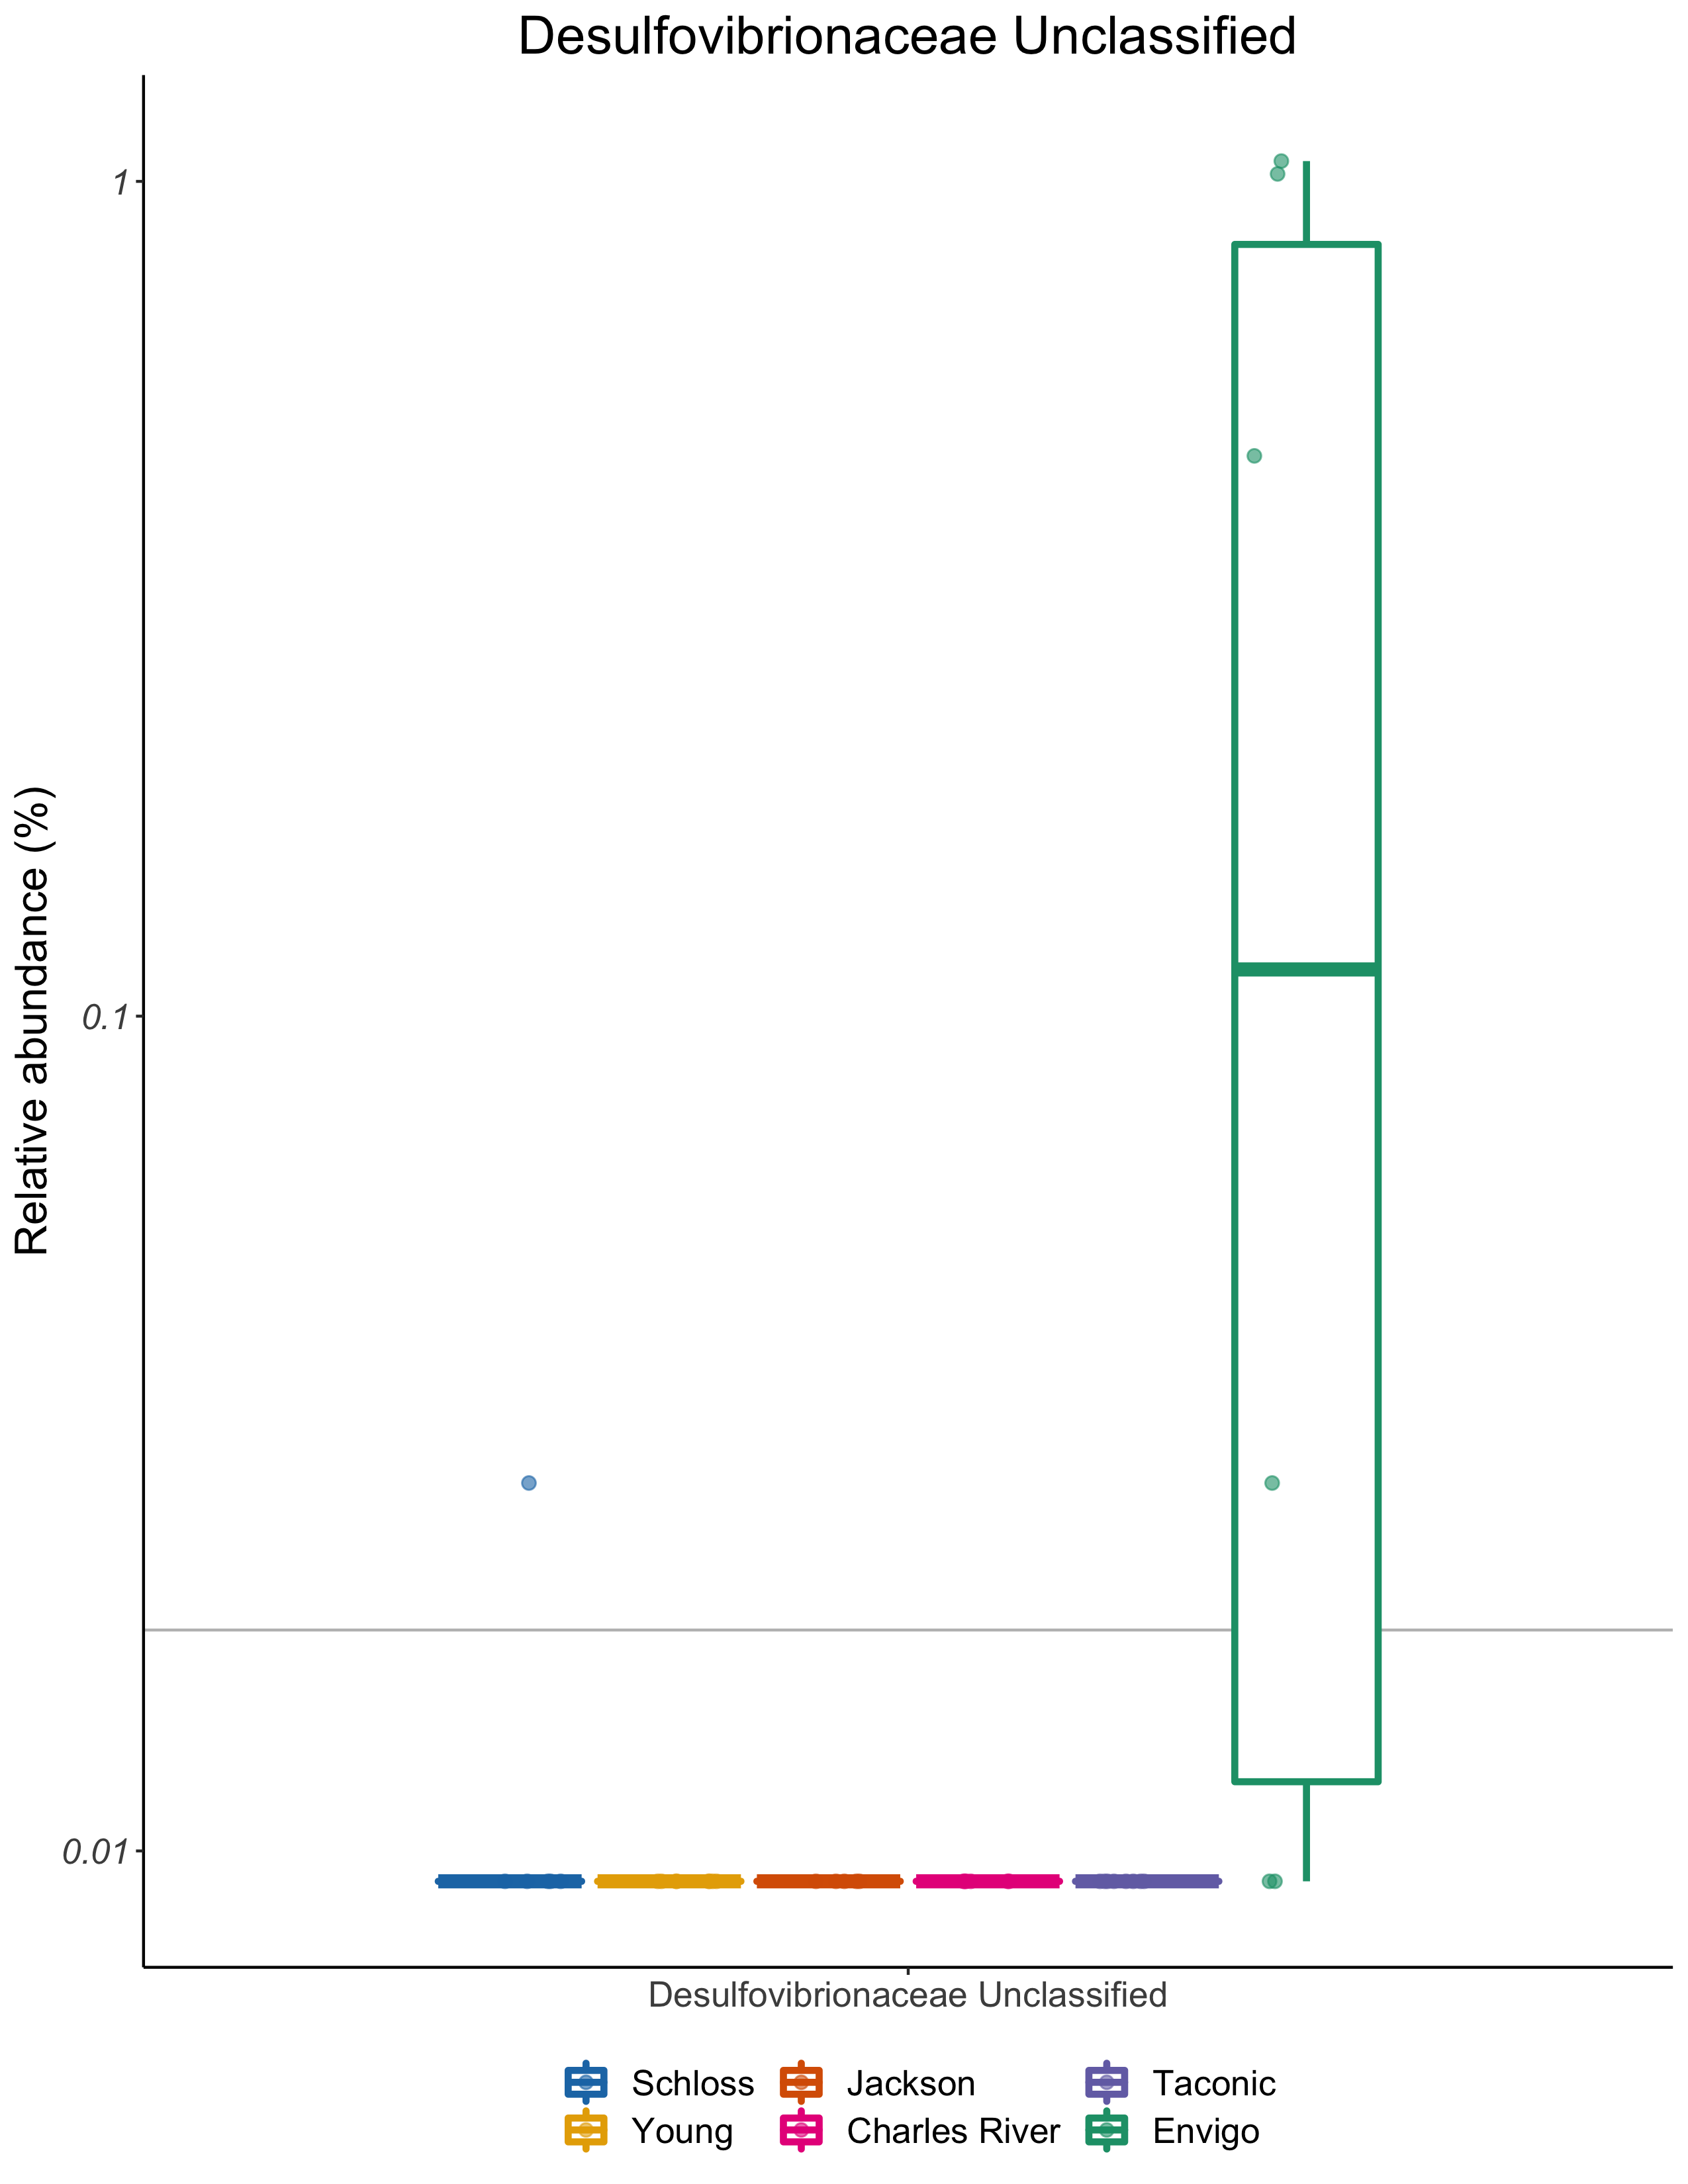 Desulfovibrionaceae Unclassified
Relative abundance (%)
1
0.1
0.01
Desulfovibrionaceae Unclassified
Schloss Jackson Taconic
Young Charles River Envigo